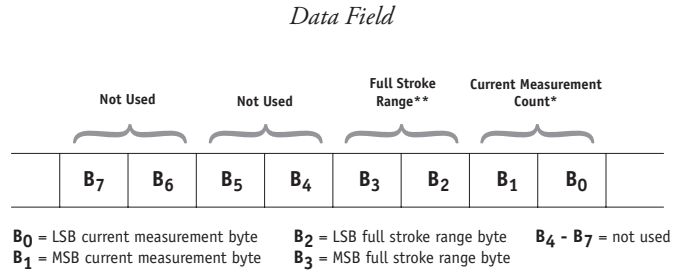 Data Field
Full Stroke Current Measurement
Not Used Not Used Range** Count*
B7 B6 B5 B4 B3 B2 B1 B0
B0 = LSB current measurement byte B2 = LSB full stroke range byte B4 - B7 = not used
B1 = MSB current measurement byte B3 = MSB full stroke range byte